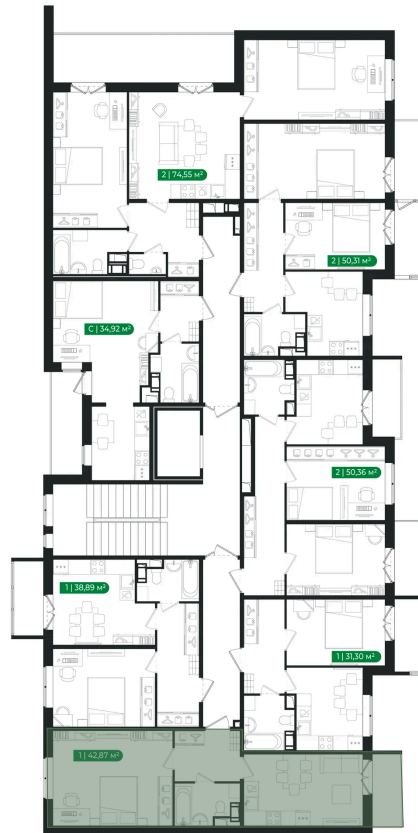 2 | 74,55 м²
2 | 50,31 м²
С | 34,92 м²
2 | 50,36 м²
1 | 38,89 м²
1 | 31,30 м²
1 | 42,87 м²